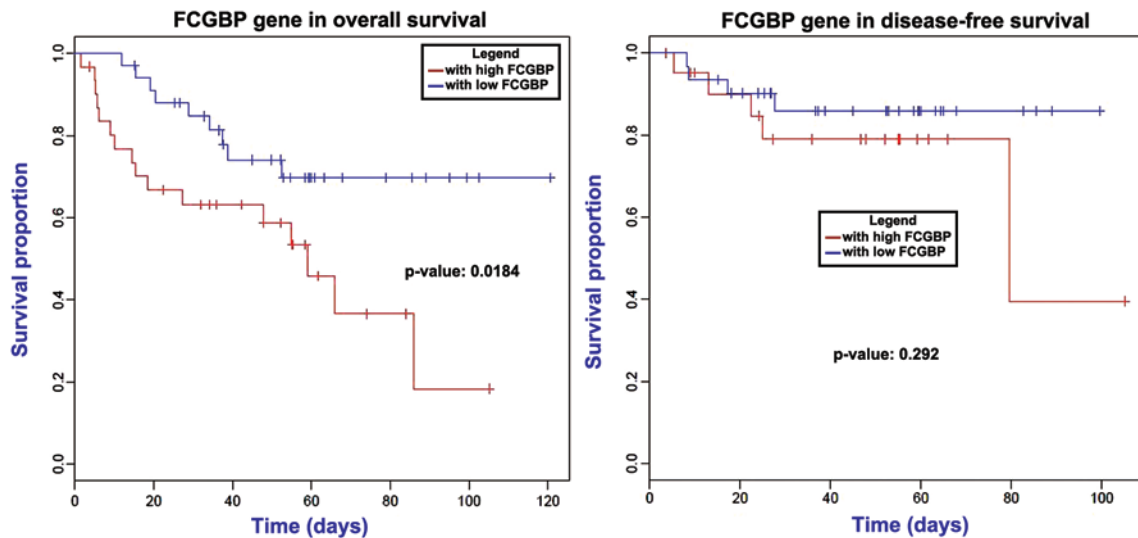 FCGBP gene in overall survival
Survival proportion
1.0
0.8
0.6
0.4
0.2
0.0
Legend
with high FCGBP
with low FCGBP
p-value: 0.0184
0 20 40 60 80 100 120
Time (days)
FCGBP gene in disease-free survival
Survival proportion
1.0
0.8
0.6
0.4
0.2
0.0
Legend
with high FCGBP
with low FCGBP
p-value: 0.292
0 20 40 60 80 100
Time (days)